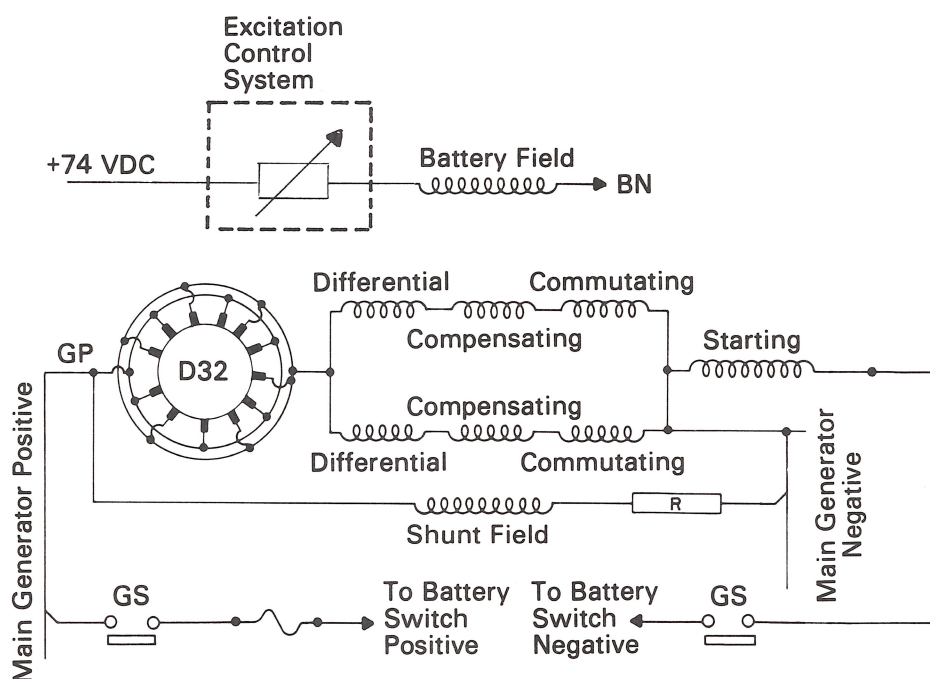 Excitation
Control
System
+74 VDC
Battery Field
BN
Differential
Commutating
Compensating
Starting
GP
D32
Compensating
Differential
Commutating
R
Shunt Field
Main Generator Positive
Main Generator
Negative
GS
To Battery
Switch
Positive
To Battery
Switch
Negative
GS